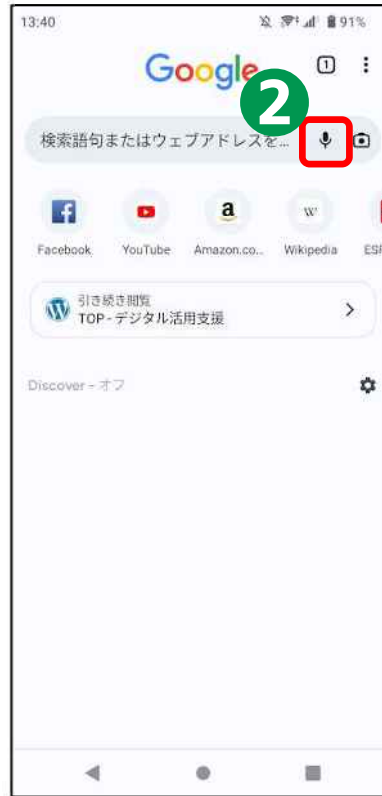 13:40 91%
Google 1
2
検索語句またはウェブアドレスを...
f a W
Facebook YouTube Amazon.co... Wikipedia ESP
引き続き閲覧
TOP - デジタル活用支援
Discover – オフ